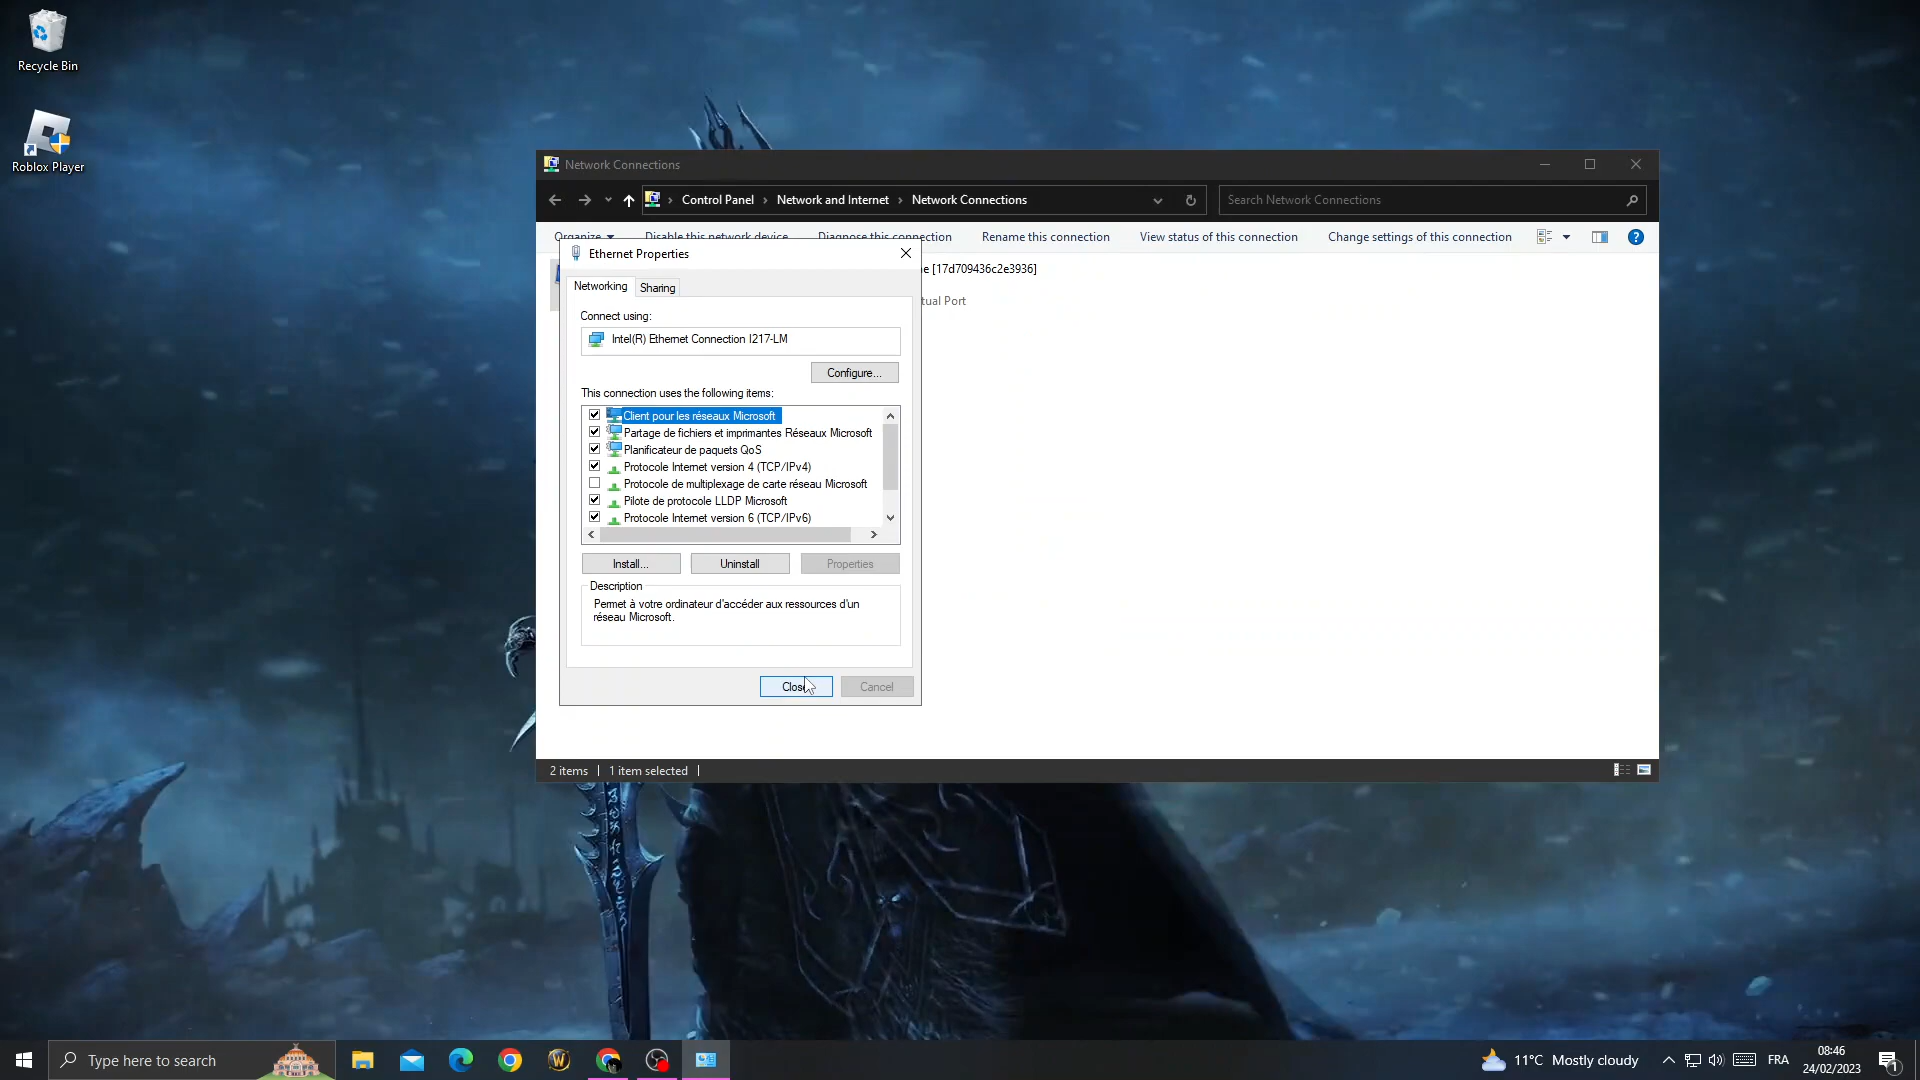 Recycle Bin
Roblox Player
Network Connections
Control Panel
Network and Internet
Network Connections
Search Network Connections
Organize
Disable this network device
Diagnose this connection
Rename this connection
View status of this connection
Change settings of this connection
[17d709436c2e3936]
Port
Ethernet Properties
Networking
Sharing
Connect using:
Intel(R) Ethernet Connection I217-LM
Configure...
This connection uses the following items:
Client pour les réseaux Microsoft
Partage de fichiers et imprimantes Réseaux Microsoft
Planificateur de paquets QoS
Protocole Internet version 4 (TCP/IPv4)
Protocole de multiplexage de carte réseau Microsoft
Pilote de protocole LLDP Microsoft
Protocole Internet version 6 (TCP/IPv6)
Install...
Uninstall
Properties
Description
Permet à votre ordinateur d'accéder aux ressources d'un
réseau Microsoft.
Close
Cancel
2 items
1 item selected
Type here to search
11°C Mostly cloudy
FRA
08:46
24/02/2023
1